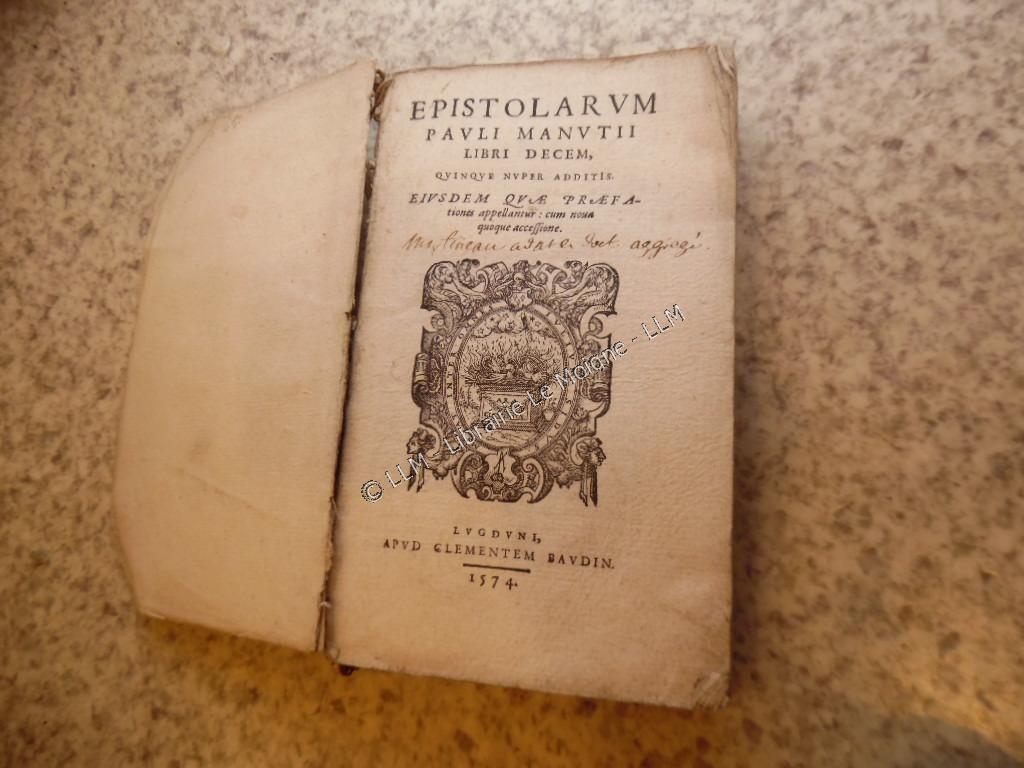 EPISTOLARVM
PAVLI MANVTII
LIBRI DECEM,
QVINQVE NVPER ADDITIS.
EIVSDEM QVÆ PRÆFA-
tiones appellantur: cum noua
quoque accessione.
© LLM - Librairie Le Moigne - LLM
LVGDVNI,
APVD CLEMENTEM BAVDIN.
1574.